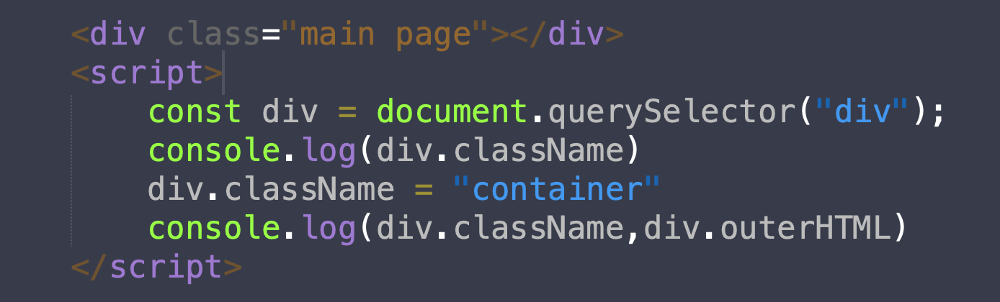 <div class="main page"></div>
<script>
    const div = document.querySelector("div");
    console.log(div.className)
    div.className = "container"
    console.log(div.className,div.outerHTML)
</script>